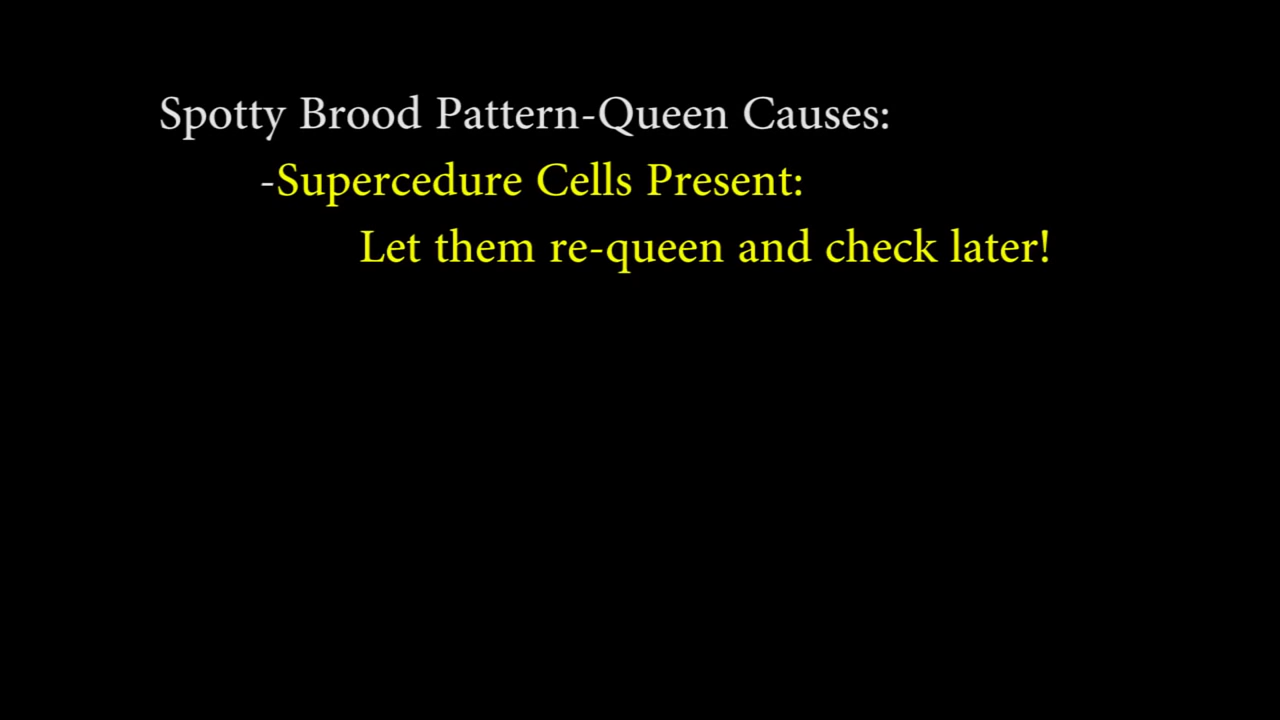 Spotty Brood Pattern-Queen Causes:
-Supercedure Cells Present:
Let them re-queen and check later!